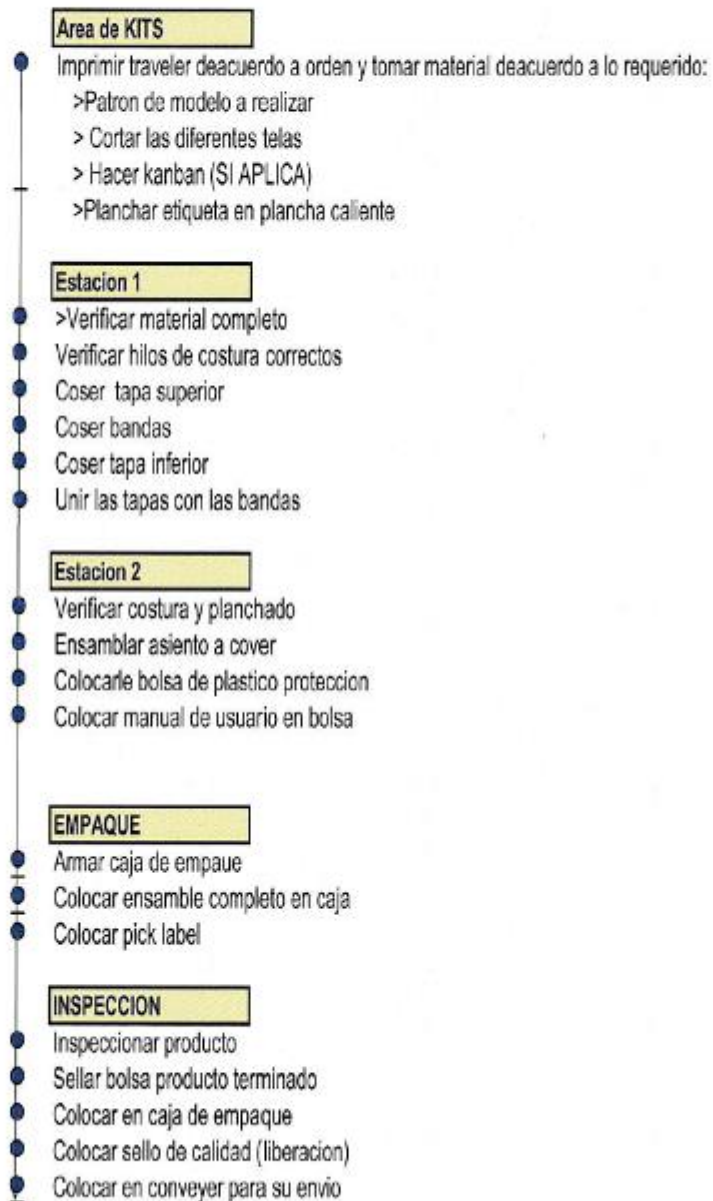 Area de KITS
Imprimir traveler deacuerdo a orden y tomar material deacuerdo a lo requerido:
>Patron de modelo a realizar
> Cortar las diferentes telas
> Hacer kanban (SI APLICA)
>Planchar etiqueta en plancha caliente
Estacion 1
>Verificar material completo
Verificar hilos de costura correctos
Coser tapa superior
Coser bandas
Coser tapa inferior
Unir las tapas con las bandas
Estacion 2
Verificar costura y planchado
Ensamblar asiento a cover
Colocarle bolsa de plastico proteccion
Colocar manual de usuario en bolsa
EMPAQUE
Armar caja de empaue
Colocar ensamble completo en caja
Colocar pick label
INSPECCION
Inspeccionar producto
Sellar bolsa producto terminado
Colocar en caja de empaque
Colocar sello de calidad (liberacion)
Colocar en conveyer para su envio